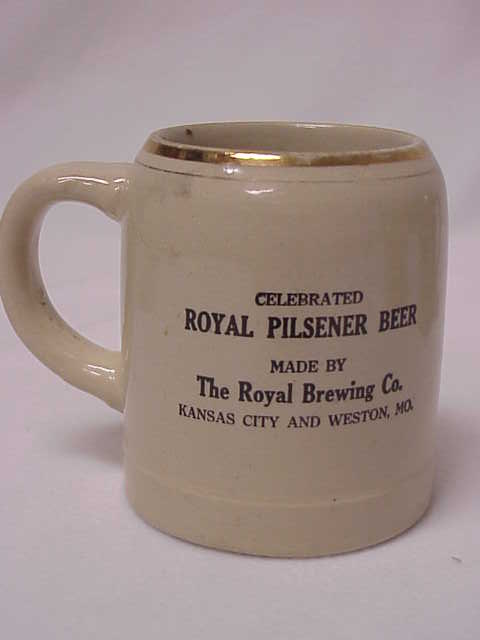 CELEBRATED
ROYAL PILSENER BEER
MADE BY
The Royal Brewing Co.
KANSAS CITY AND WESTON, MO.